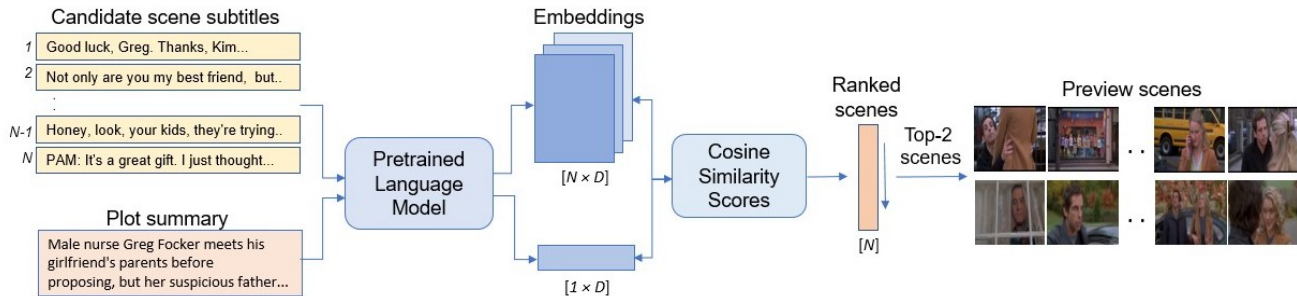 Candidate scene subtitles
1 Good luck, Greg. Thanks, Kim...
2 Not only are you my best friend, but..
:
N-1 Honey, look, your kids, they're trying..
N PAM: It's a great gift. I just thought...
Plot summary
Male nurse Greg Focker meets his
girlfriend's parents before
proposing, but her suspicious father...
Pretrained
Language
Model
Embeddings
[N × D]
[1 × D]
Cosine
Similarity
Scores
Ranked
scenes
[N]
Top-2
scenes
Preview scenes
. .
. .